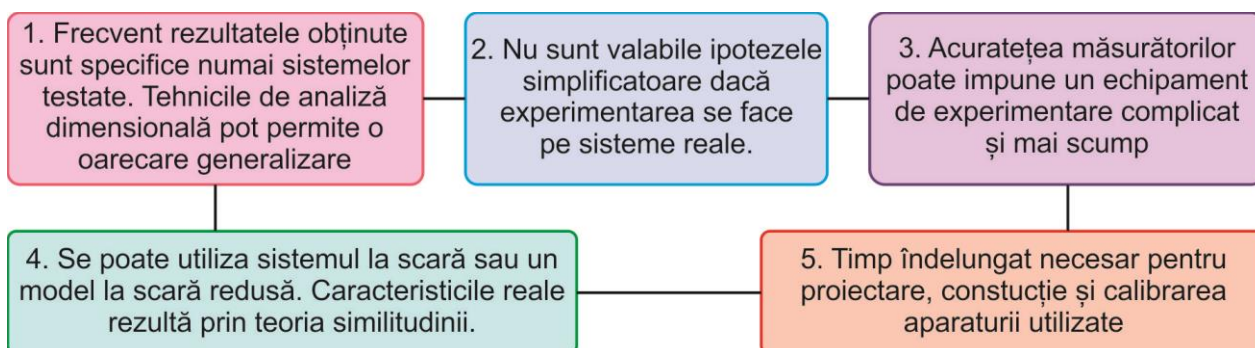 1. Frecvent rezultatele obținute
sunt specifice numai sistemelor
testate. Tehnicile de analiză
dimensională pot permite o
oarecare generalizare
2. Nu sunt valabile ipotezele
simplificatoare dacă
experimentarea se face
pe sisteme reale.
3. Acuratețea măsurătorilor
poate impune un echipament
de experimentare complicat
și mai scump
4. Se poate utiliza sistemul la scară sau un
model la scară redusă. Caracteristicile reale
rezultă prin teoria similitudinii.
5. Timp îndelungat necesar pentru
proiectare, constucție și calibrarea
aparaturii utilizate